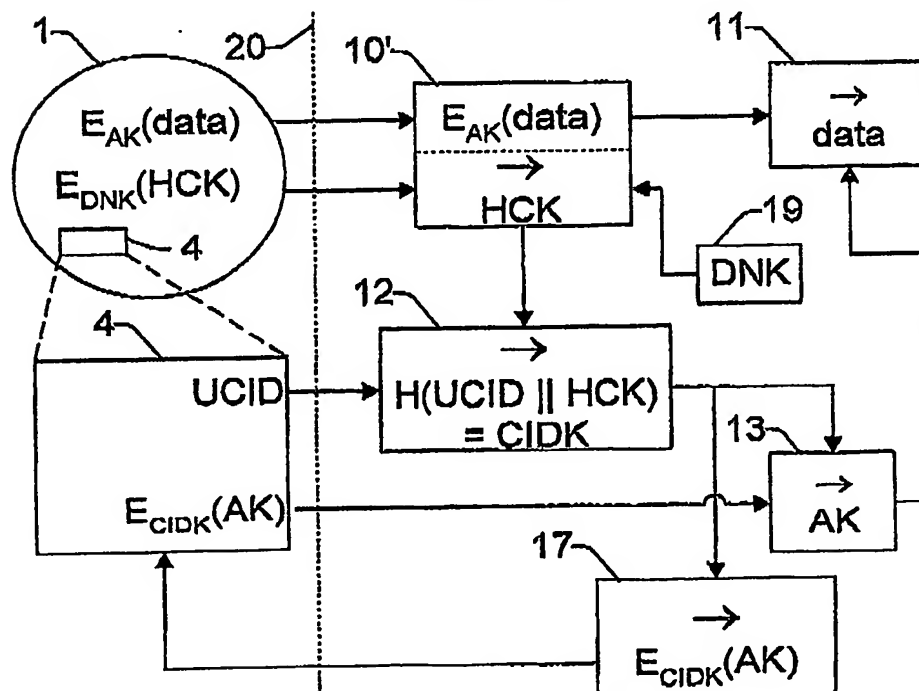 1
20
10'
11
E_AK(data)
E_DNK(HCK)
4
E_AK(data)
→
HCK
→
data
19
DNK
4
UCID
E_CIDK(AK)
12
→
H(UCID || HCK)
= CIDK
13
→
AK
17
→
E_CIDK(AK)